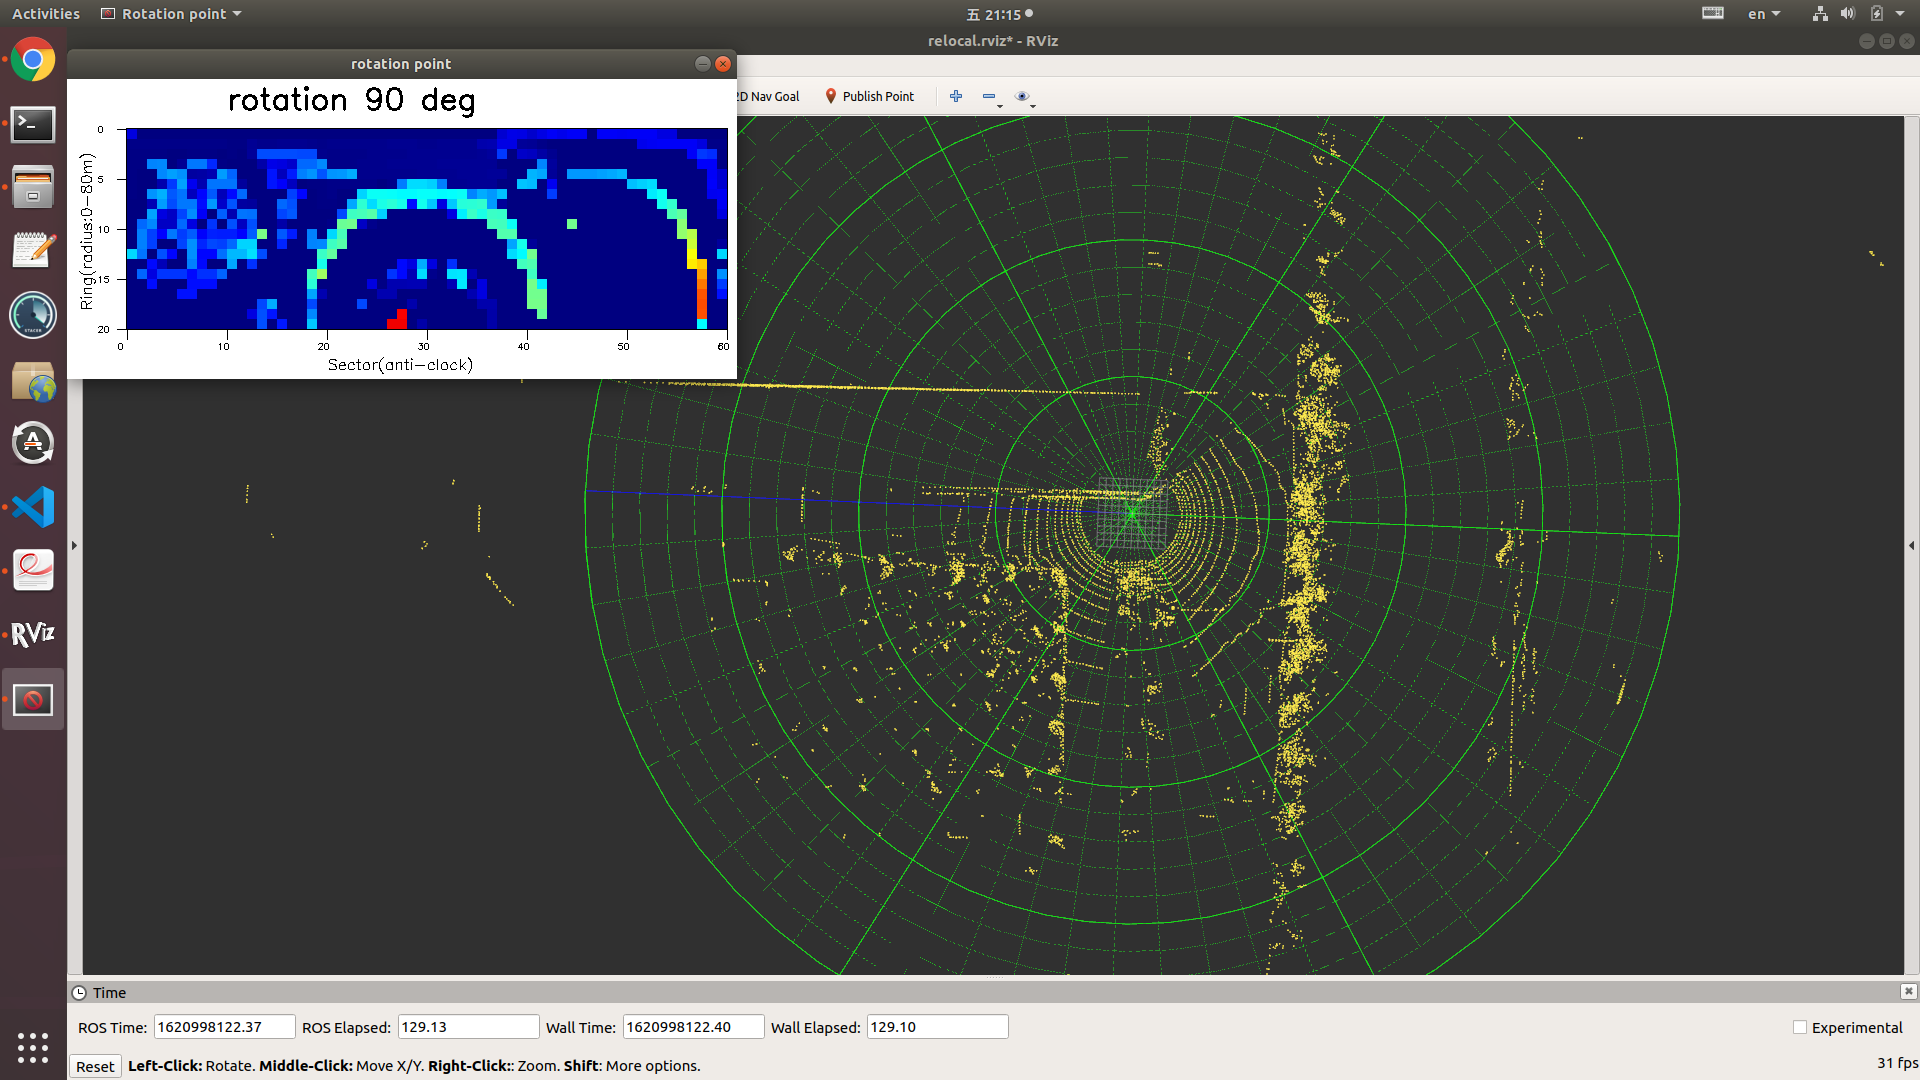 Activities Rotation point 五 21:15 en
relocal.rviz* - RViz
rotation point
2D Nav Goal Publish Point
rotation 90 deg
Ring(radius:0-80m)
0
5
10
15
20
0 10 20 30 40 50 60
Sector(anti-clock)
STACER
A
RViz
Time
ROS Time: 1620998122.37 ROS Elapsed: 129.13 Wall Time: 1620998122.40 Wall Elapsed: 129.10 Experimental
Reset Left-Click: Rotate. Middle-Click: Move X/Y. Right-Click:: Zoom. Shift: More options. 31 fps